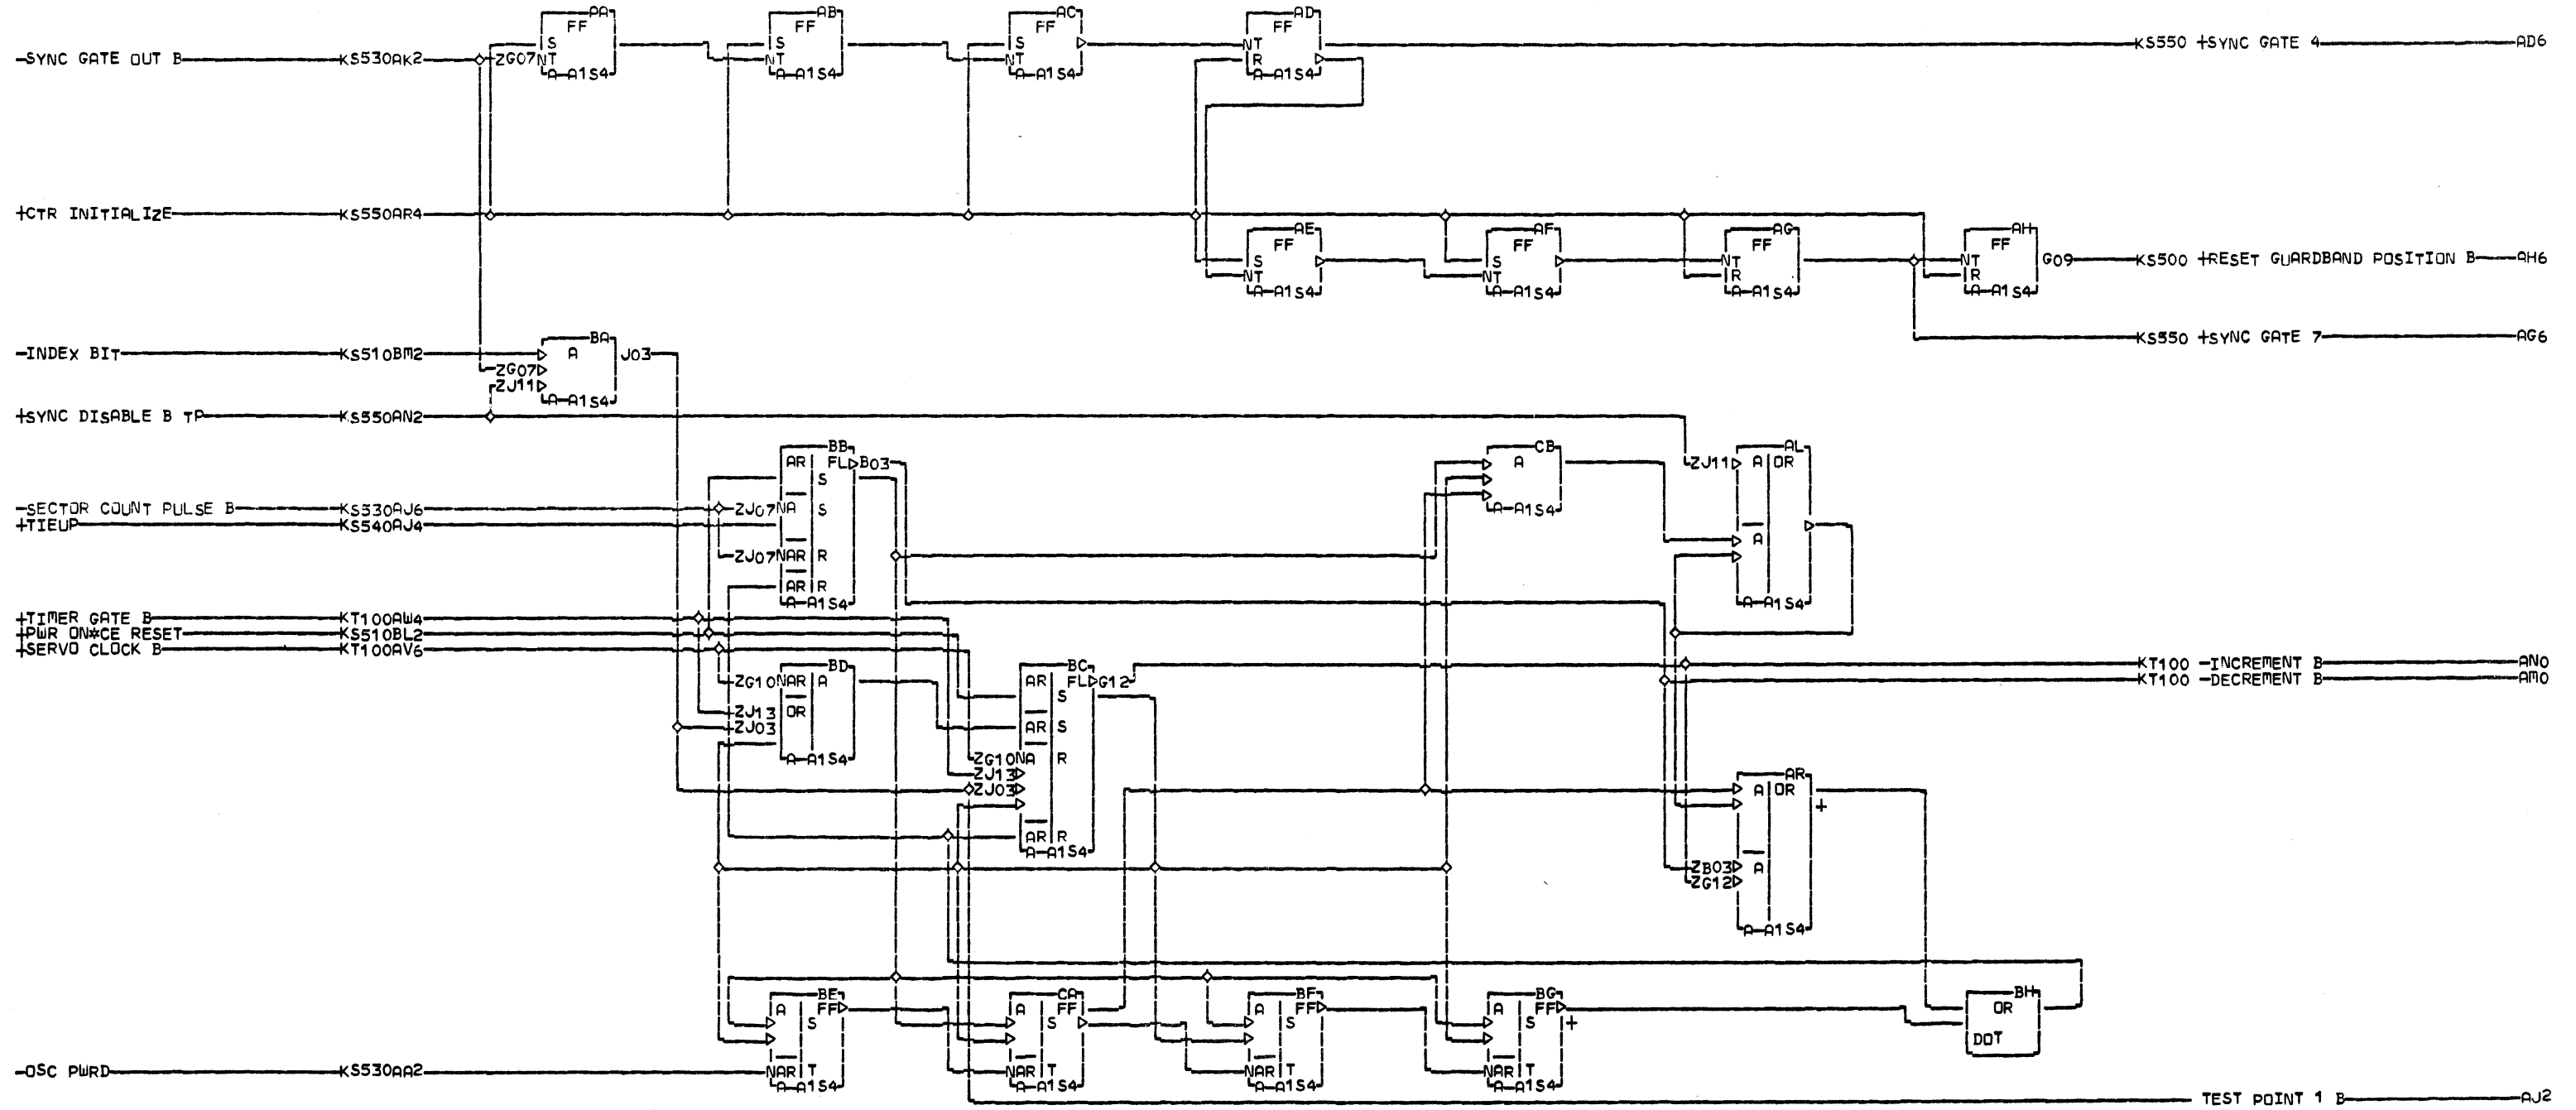 AA AB AC AD
FF FF FF FF
-SYNC GATE OUT B KS530AK2 ZG07 S NT S NT S NT NT R KS550 +SYNC GATE 4 AD6
A-A1S4 A-A1S4 A-A1S4 A-A1S4
+CTR INITIALIZE KS550AR4
AE AF AG AH
FF FF FF FF
S NT S NT NT R NT R G09 KS500 +RESET GUARDBAND POSITION B AH6
A-A1S4 A-A1S4 A-A1S4 A-A1S4
BA
-INDEX BIT KS510BM2 A J03 KS550 +SYNC GATE 7 AG6
ZG07
ZJ11
A-A1S4
+SYNC DISABLE B TP KS550AN2
BB CB AL
AR FL B03 A ZJ11 A OR
S
-SECTOR COUNT PULSE B KS530AJ6 ZJ07 NA S A-A1S4
+TIEUP KS540AJ4
A
ZJ07 NAR R
AR R
A-A1S4 A-A1S4
+TIMER GATE B KT100AW4
+PWR ON*CE RESET KS510BL2
+SERVO CLOCK B KT100AV6
BD BC KT100 -INCREMENT B AN0
ZG10 NAR A AR FL G12 KT100 -DECREMENT B AM0
S
ZJ13 OR
ZJ03 AR S
A-A1S4 ZG10 NA R
ZJ13 AR
ZJ03 A OR
+
AR R
A-A1S4
ZB03 A
ZG12
A-A1S4
BE CA BF BG BH
A FF A FF A FF A FF OR
S S S S +
DOT
-OSC PWRD KS530AA2 NAR T NAR T NAR T NAR T
A-A1S4 A-A1S4 A-A1S4 A-A1S4
TEST POINT 1 B AJ2